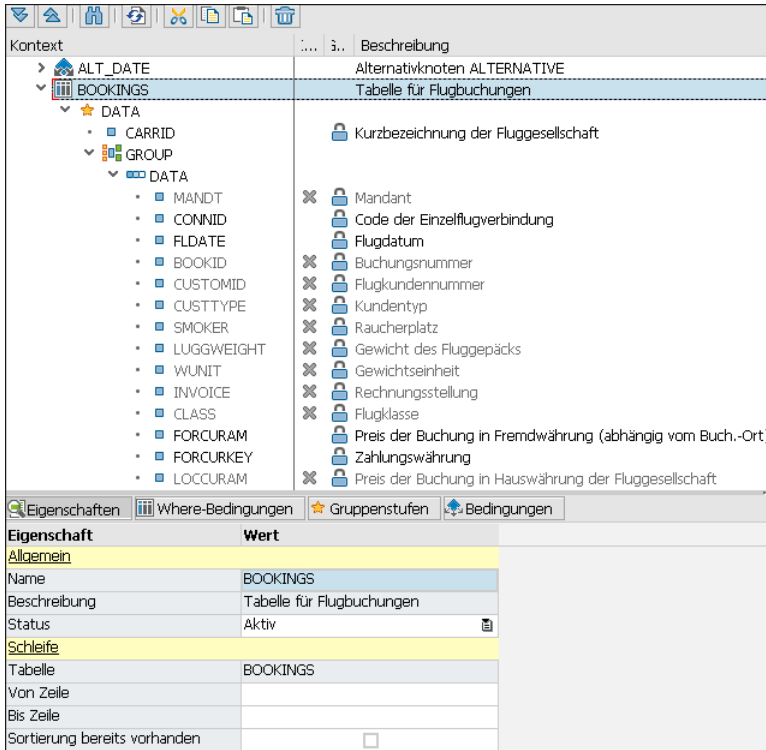 Kontext :... ã.. Beschreibung
ALT_DATE Alternativknoten ALTERNATIVE
BOOKINGS Tabelle für Flugbuchungen
DATA
CARRID Kurzbezeichnung der Fluggesellschaft
GROUP
DATA
MANDT Mandant
CONNID Code der Einzelflugverbindung
FLDATE Flugdatum
BOOKID Buchungsnummer
CUSTOMID Flugkundennummer
CUSTTYPE Kundentyp
SMOKER Raucherplatz
LUGGWEIGHT Gewicht des Fluggepäcks
WUNIT Gewichtseinheit
INVOICE Rechnungsstellung
CLASS Flugklasse
FORCURAM Preis der Buchung in Fremdwährung (abhängig vom Buch.-Ort)
FORCURKEY Zahlungswährung
LOCCURAM Preis der Buchung in Hauswährung der Fluggesellschaft
Eigenschaften Where-Bedingungen Gruppenstufen Bedingungen
Eigenschaft Wert
Allgemein
Name BOOKINGS
Beschreibung Tabelle für Flugbuchungen
Status Aktiv
Schleife
Tabelle BOOKINGS
Von Zeile
Bis Zeile
Sortierung bereits vorhanden